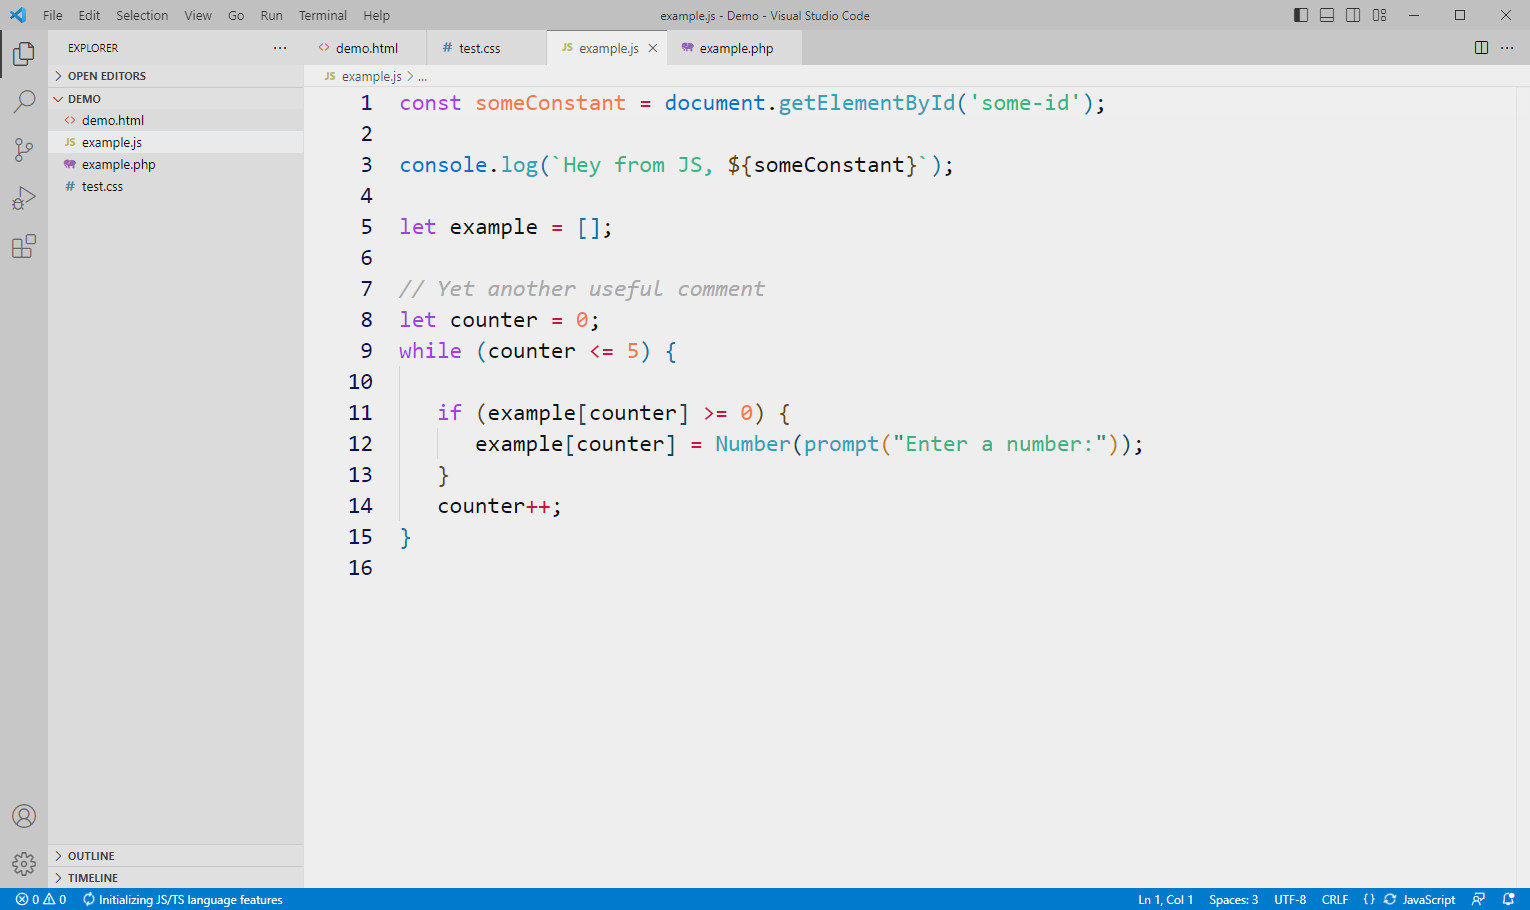 File Edit Selection View Go Run Terminal Help example.js - Demo - Visual Studio Code
EXPLORER ··· <> demo.html # test.css JS example.js × example.php ···
> OPEN EDITORS JS example.js > ...
DEMO
<> demo.html
JS example.js
example.php
# test.css
1 const someConstant = document.getElementById('some-id');
2
3 console.log(`Hey from JS, ${someConstant}`);
4
5 let example = [];
6
7 // Yet another useful comment
8 let counter = 0;
9 while (counter <= 5) {
10
11 if (example[counter] >= 0) {
12 example[counter] = Number(prompt("Enter a number:"));
13 }
14 counter++;
15 }
16
> OUTLINE
> TIMELINE
0 0 Initializing JS/TS language features Ln 1, Col 1 Spaces: 3 UTF-8 CRLF {} JavaScript